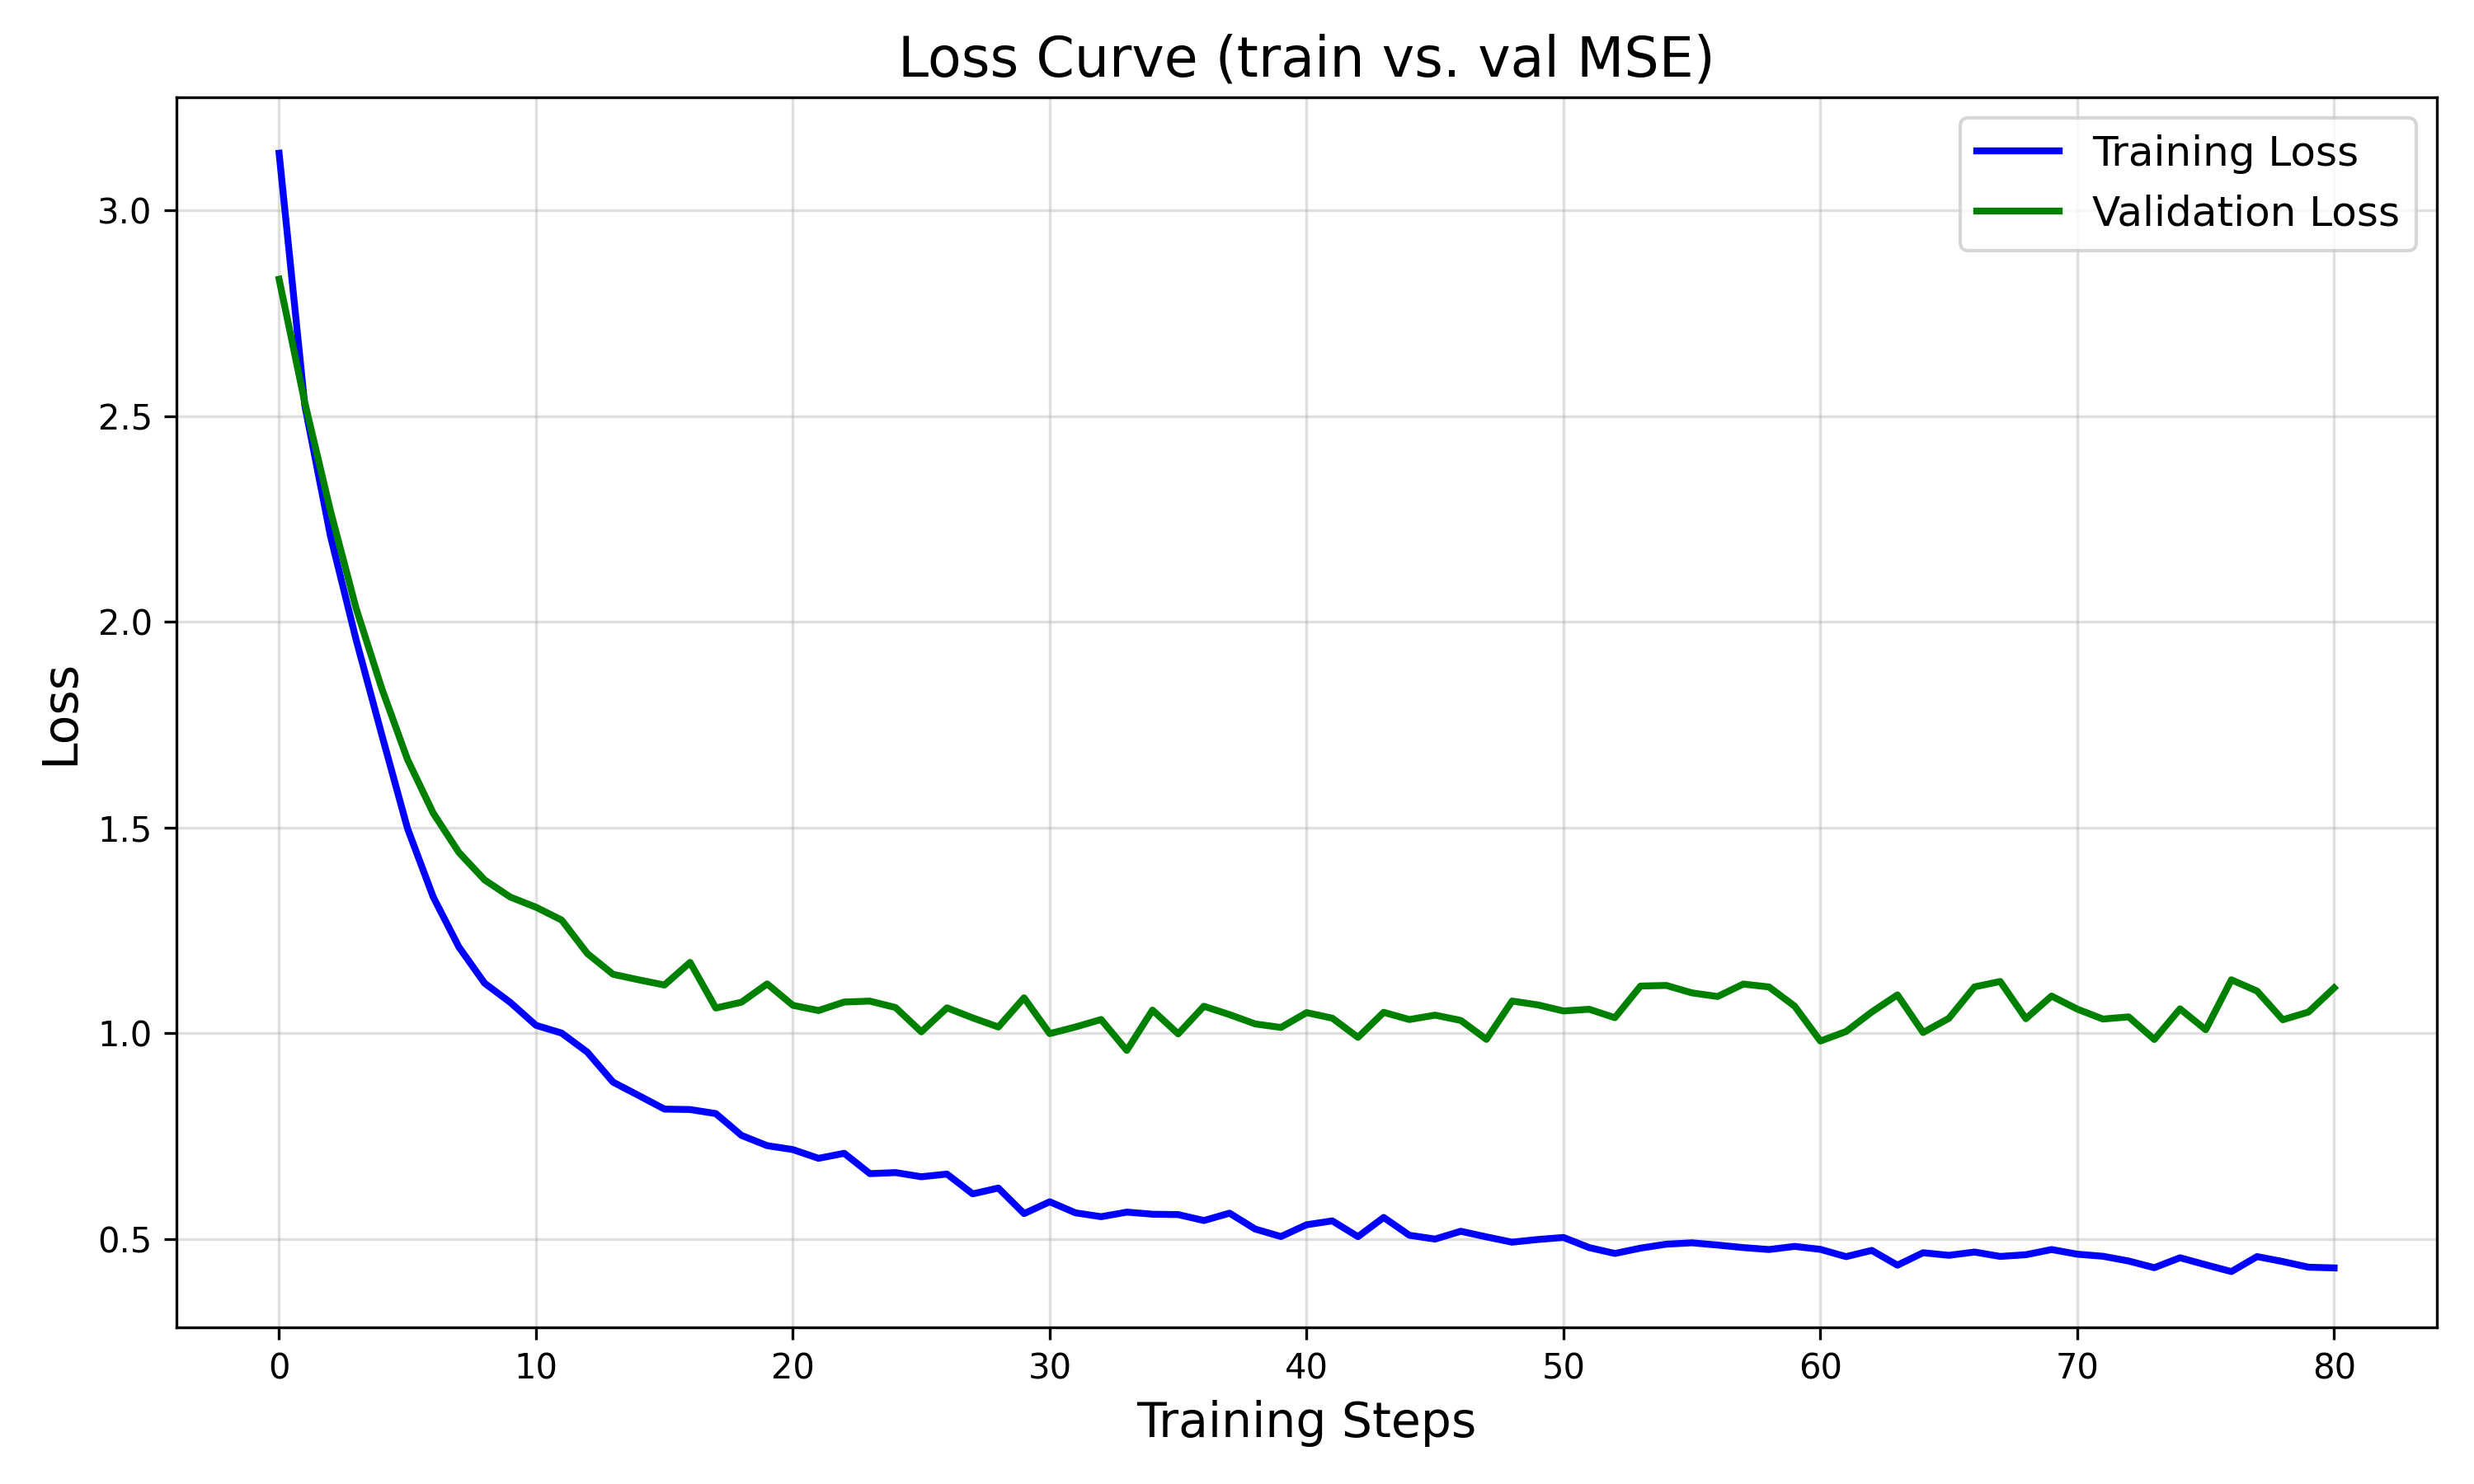 Loss Curve (train vs. val MSE)
Training Loss
Validation Loss
3.0
2.5
2.0
1.5
1.0
0.5
Loss
0 10 20 30 40 50 60 70 80
Training Steps